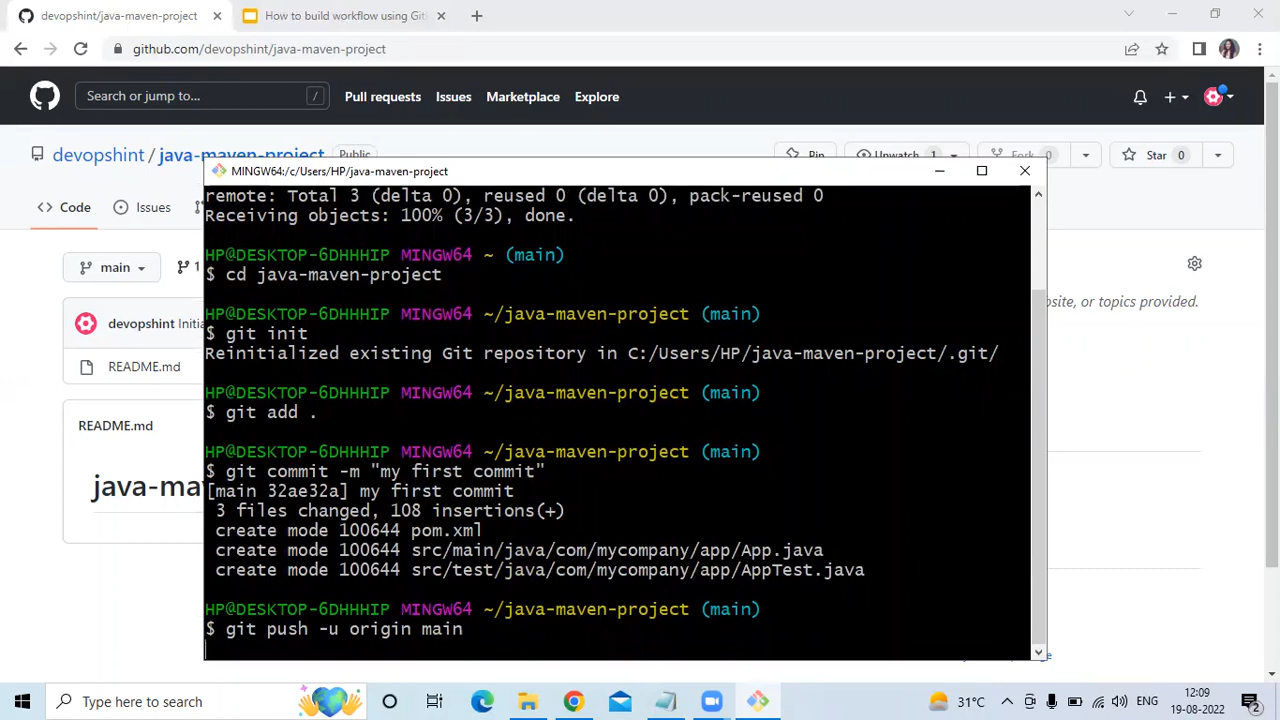 devopshint/java-maven-project
How to build workflow using Git
github.com/devopshint/java-maven-project
Search or jump to...
/
Pull requests
Issues
Marketplace
Explore
devopshint / java-maven-project
Public
Pin
Unwatch 1
Fork 0
Star 0
MINGW64:/c/Users/HP/java-maven-project
Code
Issues
remote: Total 3 (delta 0), reused 0 (delta 0), pack-reused 0
Receiving objects: 100% (3/3), done.
HP@DESKTOP-6DHHHIP MINGW64 ~ (main)
$ cd java-maven-project
HP@DESKTOP-6DHHHIP MINGW64 ~/java-maven-project (main)
$ git init
Reinitialized existing Git repository in C:/Users/HP/java-maven-project/.git/
HP@DESKTOP-6DHHHIP MINGW64 ~/java-maven-project (main)
$ git add .
HP@DESKTOP-6DHHHIP MINGW64 ~/java-maven-project (main)
$ git commit -m "my first commit"
[main 32ae32a] my first commit
3 files changed, 108 insertions(+)
create mode 100644 pom.xml
create mode 100644 src/main/java/com/mycompany/app/App.java
create mode 100644 src/test/java/com/mycompany/app/AppTest.java
HP@DESKTOP-6DHHHIP MINGW64 ~/java-maven-project (main)
$ git push -u origin main
main
1
devopshint Initi
README.md
README.md
java-ma
site, or topics provided.
Type here to search
31°C
ENG
12:09
19-08-2022
2